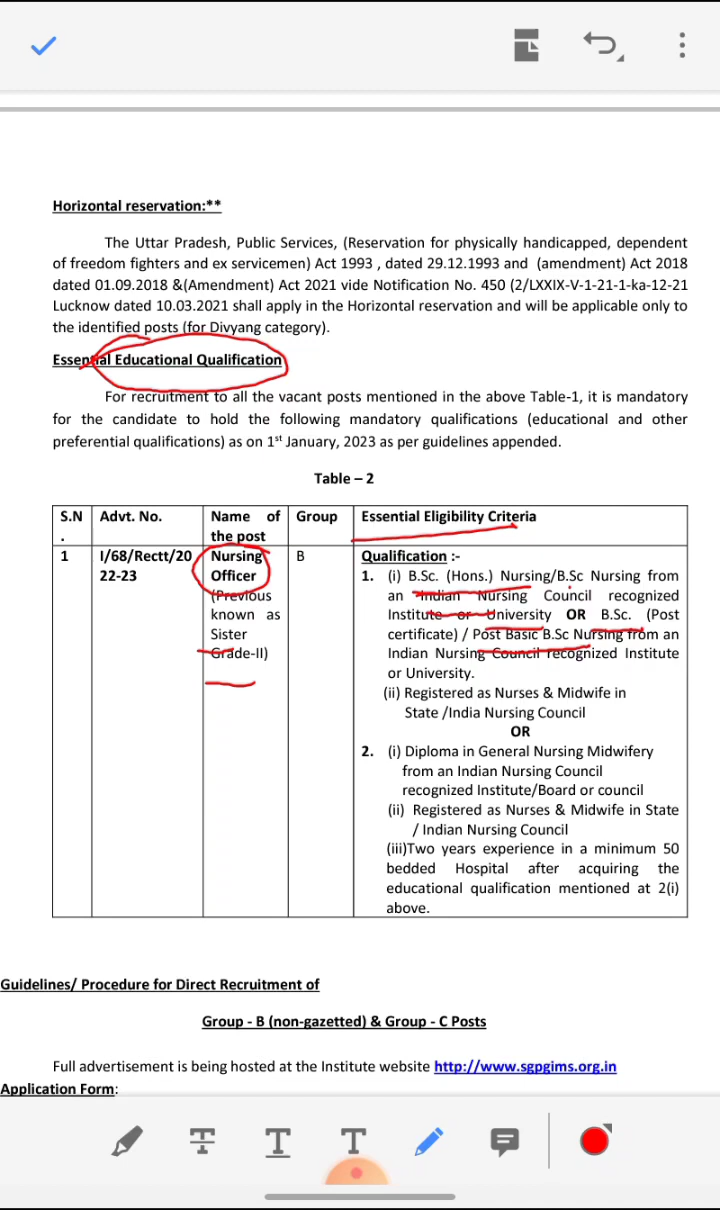 Horizontal reservation:**
The Uttar Pradesh, Public Services, (Reservation for physically handicapped, dependent
of freedom fighters and ex servicemen) Act 1993 , dated 29.12.1993 and (amendment) Act 2018
dated 01.09.2018 &(Amendment) Act 2021 vide Notification No. 450 (2/LXXIX-V-1-21-1-ka-12-21
Lucknow dated 10.03.2021 shall apply in the Horizontal reservation and will be applicable only to
the identified posts (for Divyang category).
Essential Educational Qualification
For recruitment to all the vacant posts mentioned in the above Table-1, it is mandatory
for the candidate to hold the following mandatory qualifications (educational and other
preferential qualifications) as on 1st January, 2023 as per guidelines appended.
Table – 2
S.N
.
Advt. No.
Name of
the post
Group
Essential Eligibility Criteria
1
I/68/Rectt/20
22-23
Nursing
Officer
(Previous
known as
Sister
Grade-II)
B
Qualification :-
1. (i) B.Sc. (Hons.) Nursing/B.Sc Nursing from
an Indian Nursing Council recognized
Institute or University OR B.Sc. (Post
certificate) / Post Basic B.Sc Nursing from an
Indian Nursing Council recognized Institute
or University.
(ii) Registered as Nurses & Midwife in
State /India Nursing Council
OR
2. (i) Diploma in General Nursing Midwifery
from an Indian Nursing Council
recognized Institute/Board or council
(ii) Registered as Nurses & Midwife in State
/ Indian Nursing Council
(iii)Two years experience in a minimum 50
bedded Hospital after acquiring the
educational qualification mentioned at 2(i)
above.
Guidelines/ Procedure for Direct Recruitment of
Group - B (non-gazetted) & Group - C Posts
Full advertisement is being hosted at the Institute website http://www.sgpgims.org.in
Application Form: